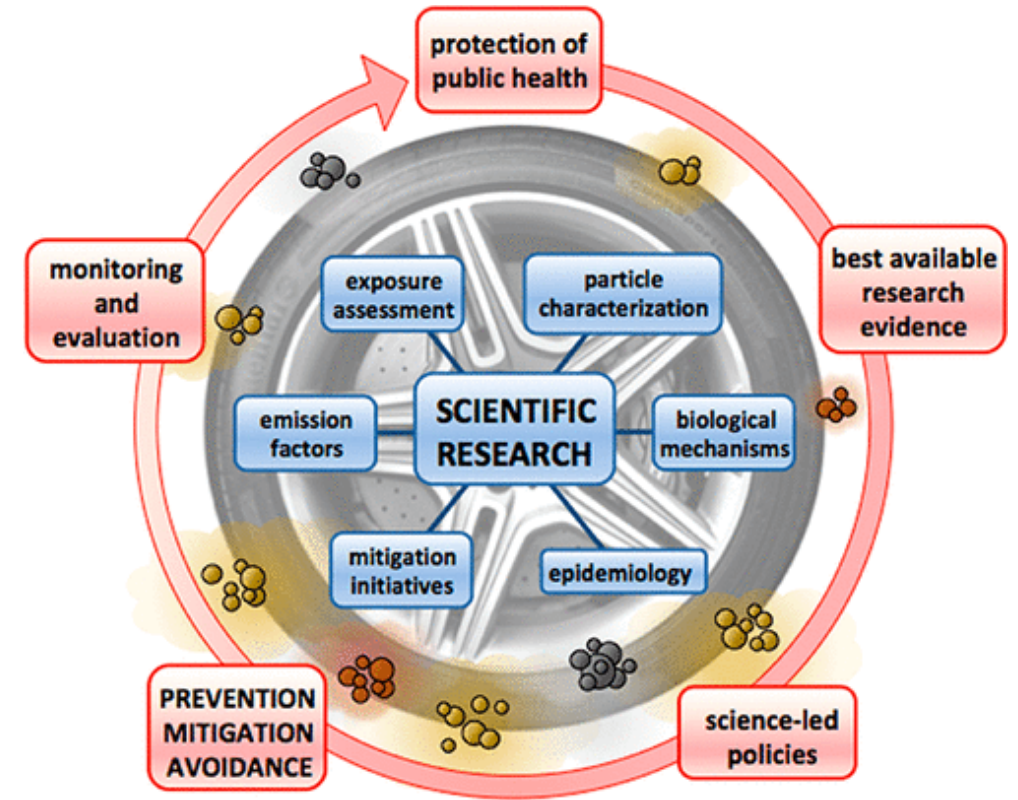 protection of
public health
best available
research
evidence
science-led
policies
PREVENTION
MITIGATION
AVOIDANCE
monitoring
and
evaluation
SCIENTIFIC
RESEARCH
exposure
assessment
particle
characterization
biological
mechanisms
epidemiology
mitigation
initiatives
emission
factors